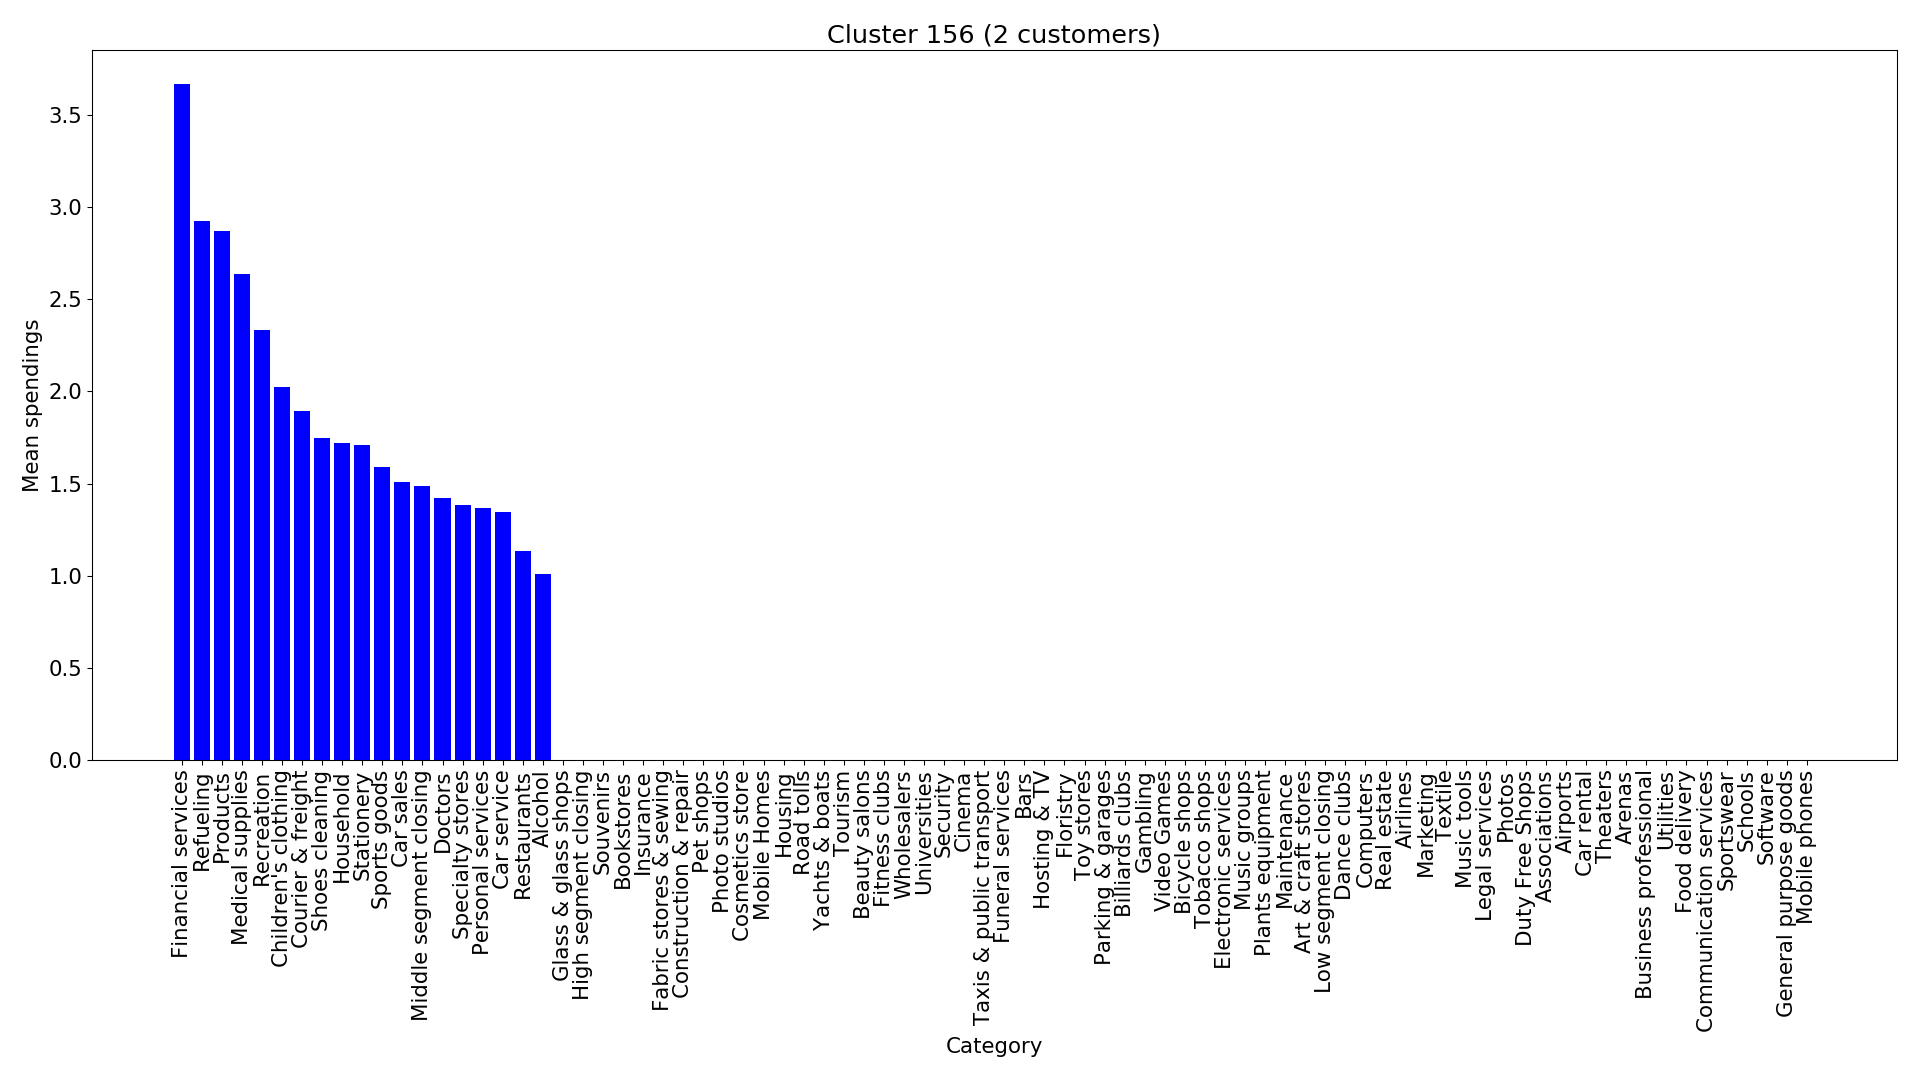 Cluster 156 (2 customers)
Mean spendings
3.5
3.0
2.5
2.0
1.5
1.0
0.5
0.0
Financial services
Refueling
Products
Medical supplies
Recreation
Children's clothing
Courier & freight
Shoes cleaning
Household
Stationery
Sports goods
Car sales
Middle segment closing
Doctors
Specialty stores
Personal services
Car service
Restaurants
Alcohol
Glass & glass shops
High segment closing
Souvenirs
Bookstores
Insurance
Fabric stores & sewing
Construction & repair
Pet shops
Photo studios
Cosmetics store
Mobile Homes
Housing
Road tolls
Yachts & boats
Tourism
Beauty salons
Fitness clubs
Wholesalers
Universities
Security
Cinema
Taxis & public transport
Funeral services
Bars
Hosting & TV
Floristry
Toy stores
Parking & garages
Billiards clubs
Gambling
Video Games
Bicycle shops
Tobacco shops
Electronic services
Music groups
Plants equipment
Maintenance
Art & craft stores
Low segment closing
Dance clubs
Computers
Real estate
Airlines
Marketing
Textile
Music tools
Legal services
Photos
Duty Free Shops
Associations
Airports
Car rental
Theaters
Arenas
Business professional
Utilities
Food delivery
Communication services
Sportswear
Schools
Software
General purpose goods
Mobile phones
Category